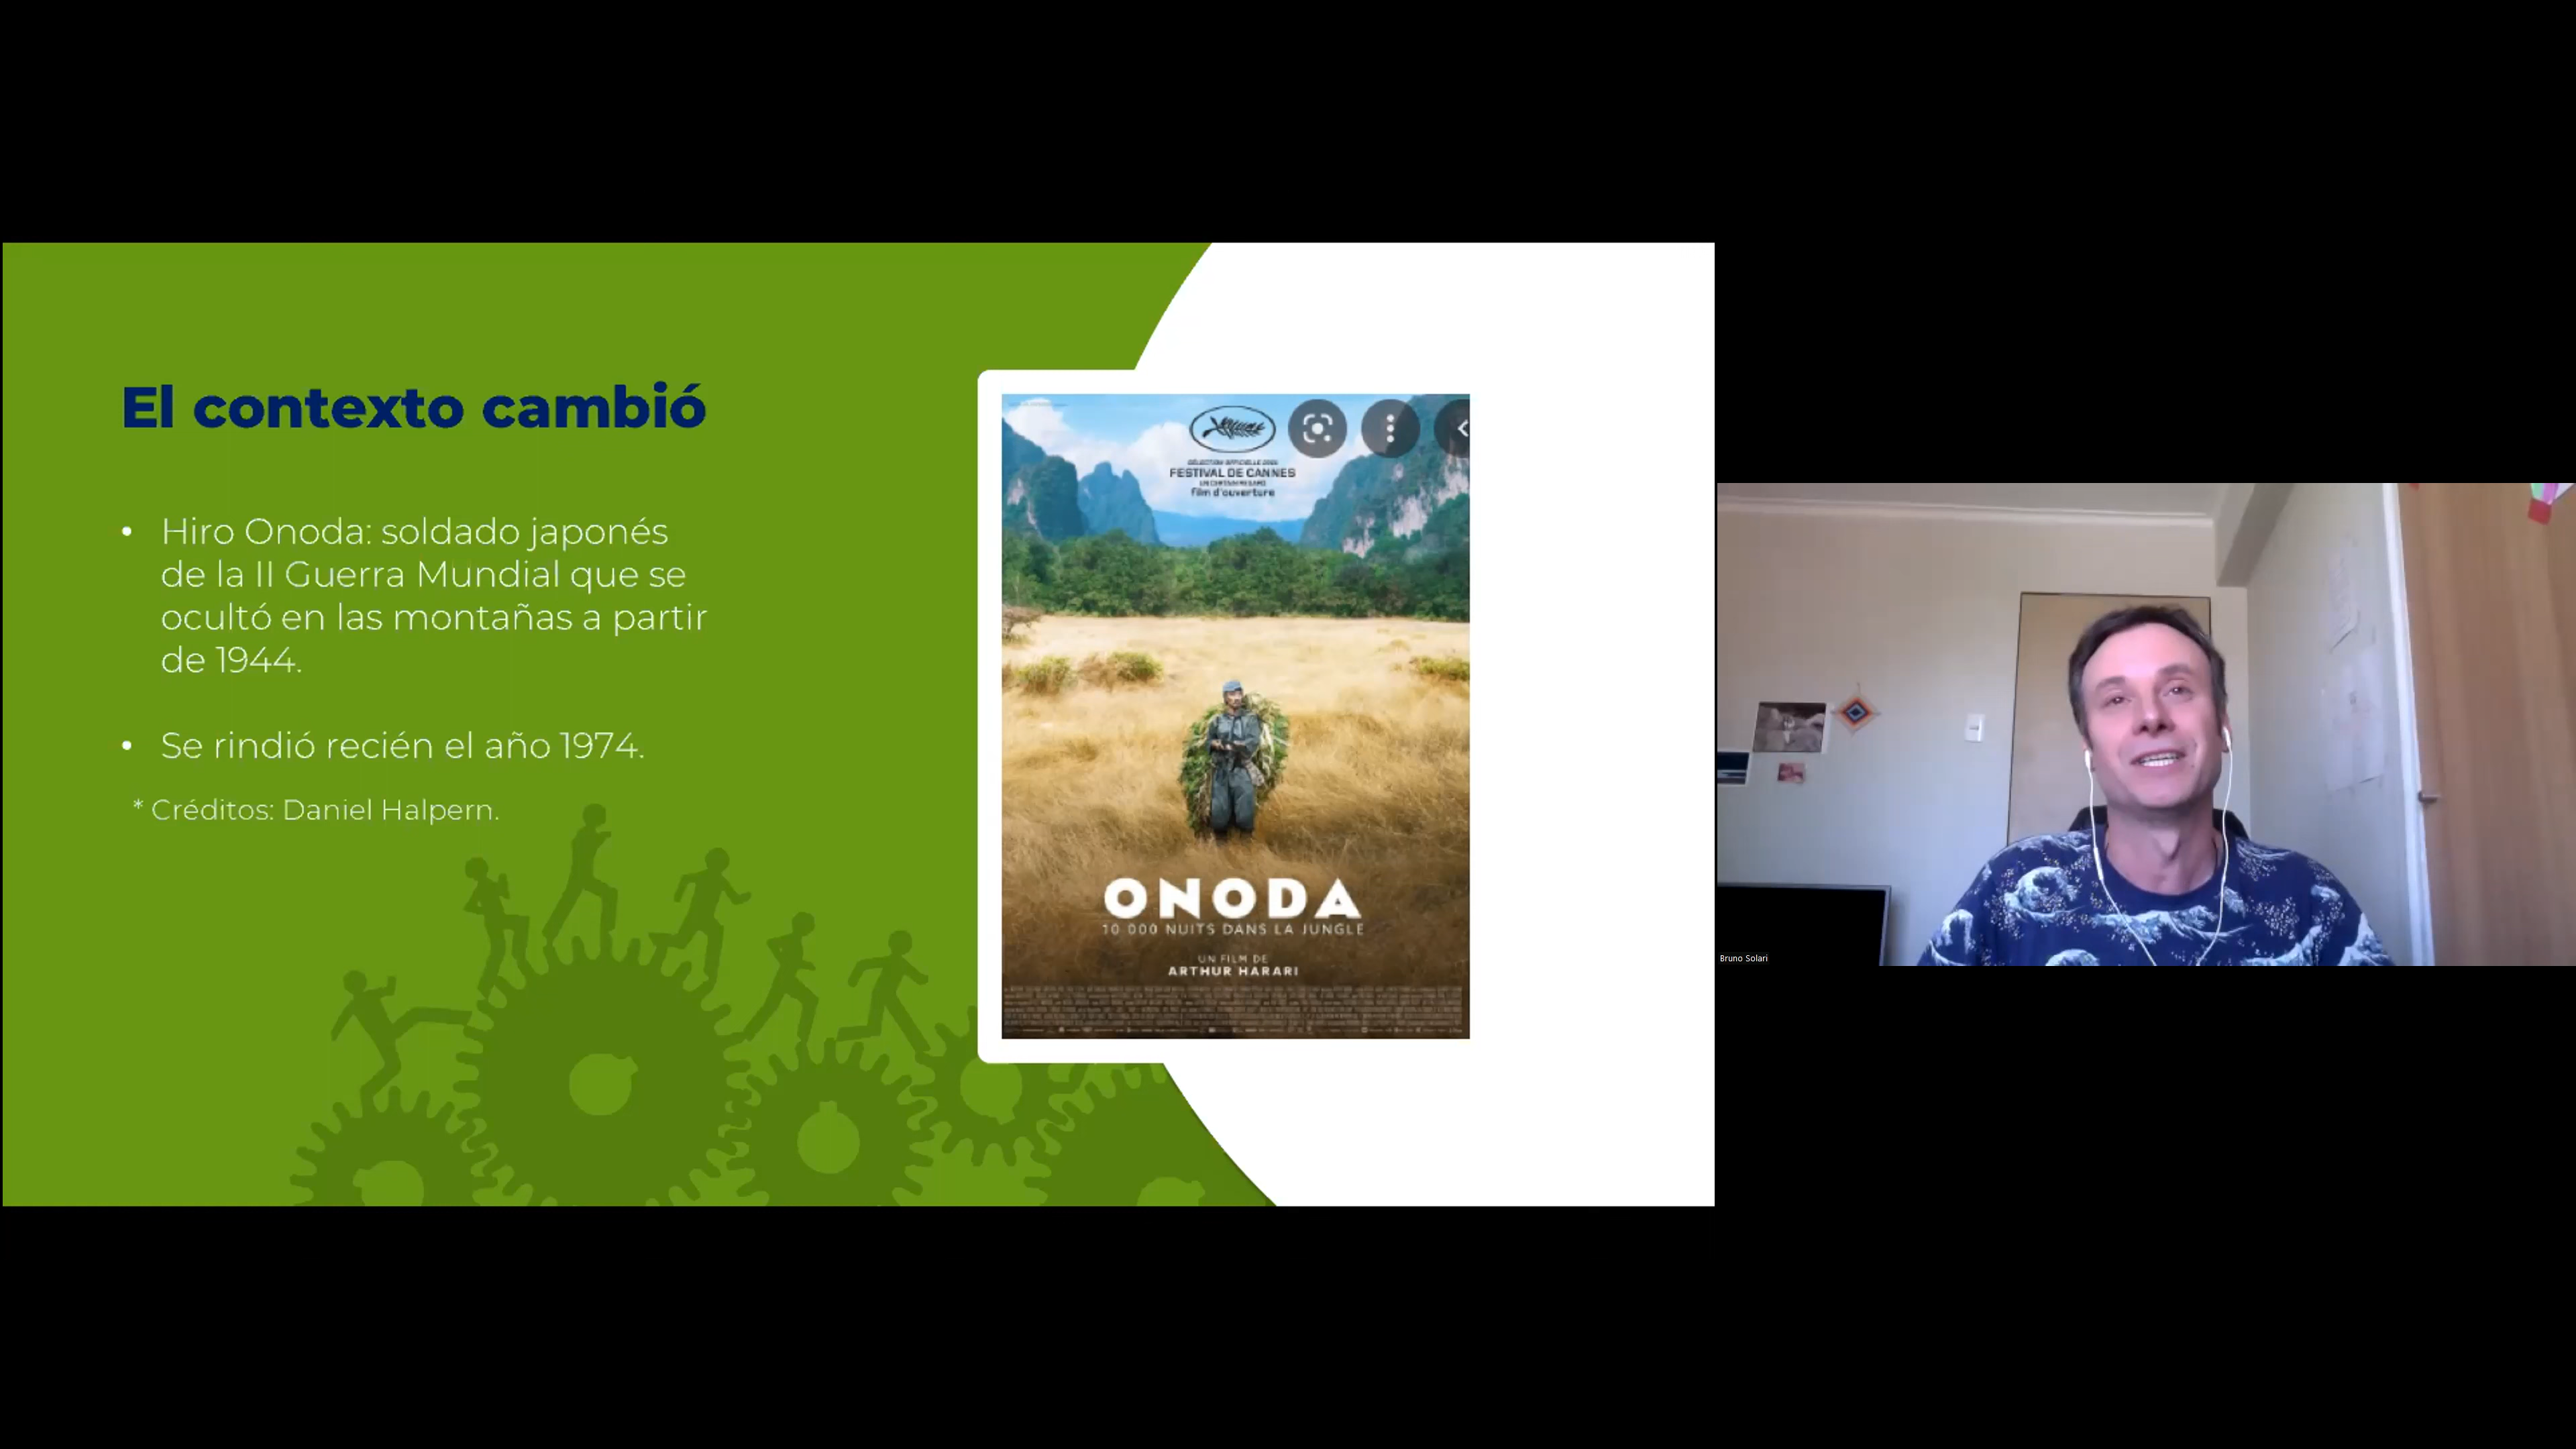 El contexto cambió
• Hiro Onoda: soldado japonés
de la II Guerra Mundial que se
ocultó en las montañas a partir
de 1944.
• Se rindió recién el año 1974.
* Créditos: Daniel Halpern.
FESTIVAL DE CANNES
film d'ouverture
ONODA
10 000 NUITS DANS LA JUNGLE
UN FILM DE
ARTHUR HARARI
Bruno Solari